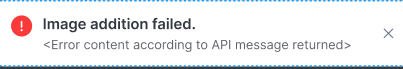 Image addition failed.
<Error content according to API message returned>